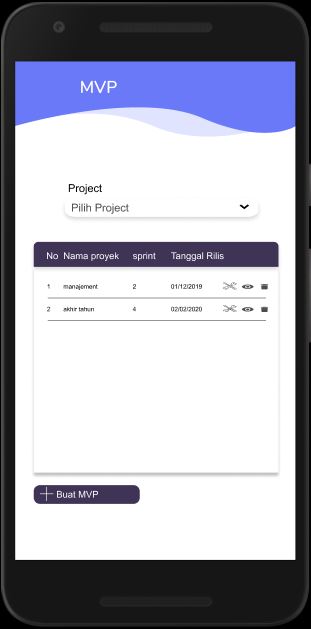 MVP
Project
Pilih Project
No Nama proyek sprint Tanggal Rilis
1 manajement 2 01/12/2019
2 akhir tahun 4 02/02/2020
Buat MVP